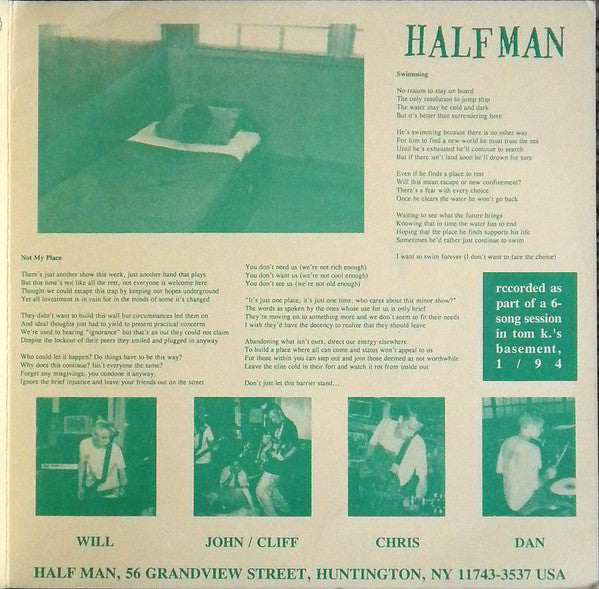 HALF MAN
Swimming
No reason to stay on board
The only resolution to jump ship
The water may be cold and dark
But it's better than surrendering here
He's swimming because there is no other way
For him to find a new world he must trust the sea
Until he's exhausted he'll continue to search
But if there isn't land soon he'll drown for sure
Even if he finds a place to rest
Will this mean escape or new confinement?
There's a fear with every choice
Once he clears the water he won't go back
Waiting to see what the future brings
Knowing that in time the water has to end
Hoping that the place he finds supports his life
Sometimes he'd rather just continue to swim
I want to swim forever (I don't want to face the choice)
Not My Place
There's just another show this week, just another band that plays
But this time's not like all the rest, not everyone is welcome here
Thought we could escape this trap by keeping our hopes underground
Yet all investment is in vain for in the minds of some it's changed
They didn't want to build this wall but circumstances led them on
And ideal thoughts just had to yield to present practical concerns
We're used to hearing "ignorance" but that's an out they could not claim
Despite the lockout of their peers they smiled and plugged in anyway
Who could let it happen? Do things have to be this way?
Why does this continue? Isn't everyone the same?
Forget any misgivings, you condone it anyway.
Ignore the brief injustice and leave your friends out on the street
You don't need us (we're not rich enough)
You don't want us (we're not cool enough)
You don't see us (we're not old enough)
"It's just one place, it's just one time, who cares about this minor show?"
The words as spoken by the ones whose use for us is only brief
They're moving on to something more and we don't seem to fit their needs
I wish they'd have the decency to realize that they should leave
Abandoning what isn't ours, direct our energy elsewhere
To build a place where all can come and status won't appeal to us
For those within you can step out and join those deemed as not worthwhile
Leave the elite cold in their fort and watch it rot from inside out
Don't just let this barrier stand...
recorded as
part of a 6-
song session
in tom k.'s
basement,
1 / 94
WILL
JOHN / CLIFF
CHRIS
DAN
HALF MAN, 56 GRANDVIEW STREET, HUNTINGTON, NY 11743-3537 USA